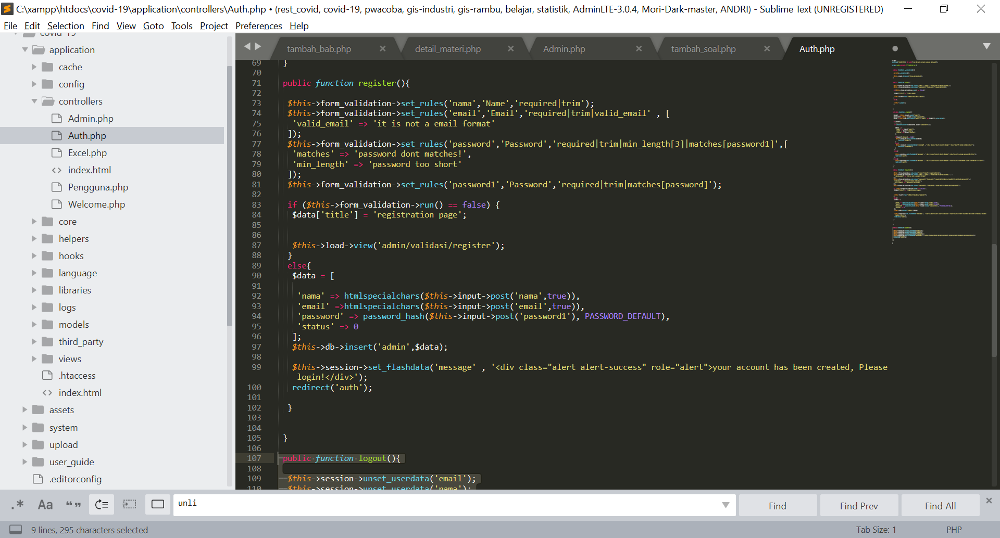 C:\xampp\htdocs\covid-19\application\controllers\Auth.php • (rest_covid, covid-19, pwacoba, gis-industri, gis-rambu, belajar, statistik, AdminLTE-3.0.4, Mori-Dark-master, ANDRI) - Sublime Text (UNREGISTERED)
File Edit Selection Find View Goto Tools Project Preferences Help
covid-19
application
cache
config
controllers
Admin.php
Auth.php
Excel.php
<> index.html
Pengguna.php
Welcome.php
core
helpers
hooks
language
libraries
logs
models
third_party
views
.htaccess
<> index.html
assets
system
upload
user_guide
.editorconfig
tambah_bab.php × detail_materi.php × Admin.php × tambah_soal.php × Auth.php
69 }
70
71 public function register(){
72
73 $this->form_validation->set_rules('nama','Name','required|trim');
74 $this->form_validation->set_rules('email','Email','required|trim|valid_email' , [
75 'valid_email' => 'it is not a email format'
76 ]);
77 $this->form_validation->set_rules('password','Password','required|trim|min_length[3]|matches[password1]',[
78 'matches' => 'password dont matches!',
79 'min_length' => 'password too short'
80 ]);
81 $this->form_validation->set_rules('password1','Password','required|trim|matches[password]');
82
83 if ($this->form_validation->run() == false) {
84 $data['title'] = 'registration page';
85
86
87 $this->load->view('admin/validasi/register');
88 }
89 else{
90 $data = [
91
92 'nama' => htmlspecialchars($this->input->post('nama',true)),
93 'email' =>htmlspecialchars($this->input->post('email',true)),
94 'password' => password_hash($this->input->post('password1'), PASSWORD_DEFAULT),
95 'status' => 0
96 ];
97 $this->db->insert('admin',$data);
98
99 $this->session->set_flashdata('message' , '<div class="alert alert-success" role="alert">your account has been created, Please
login!</div>');
100 redirect('auth');
101
102 }
103
104
105 }
106
107 public function logout(){
108
109 $this->session->unset_userdata('email');
110 $this->session->unset_userdata('nama');
.* Aa “” unli Find Find Prev Find All ×
9 lines, 295 characters selected Tab Size: 1 PHP